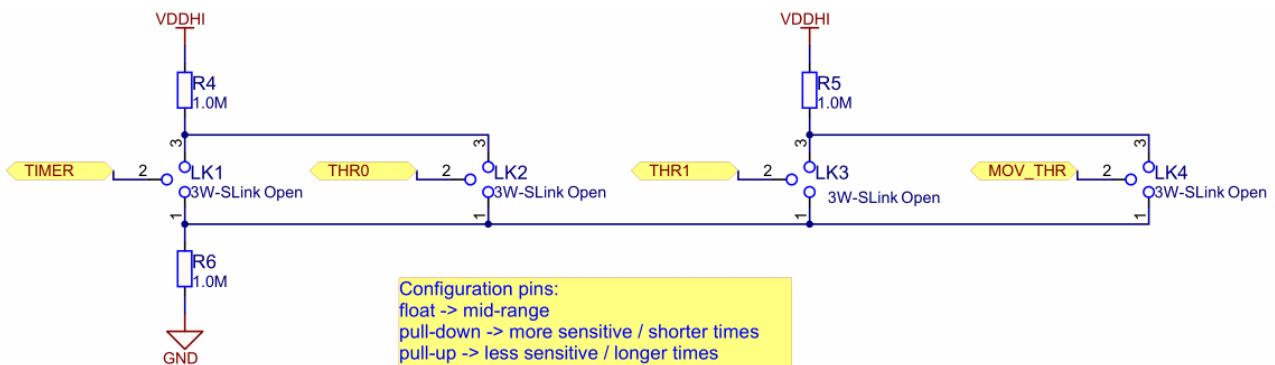 VDDHI
VDDHI
R4
1.0M
R5
1.0M
3
3
3
3
TIMER
2
LK1
3W-SLink Open
THR0
2
LK2
3W-SLink Open
THR1
2
LK3
3W-SLink Open
MOV_THR
2
LK4
3W-SLink Open
1
1
1
1
R6
1.0M
GND
Configuration pins:
float -> mid-range
pull-down -> more sensitive / shorter times
pull-up -> less sensitive / longer times